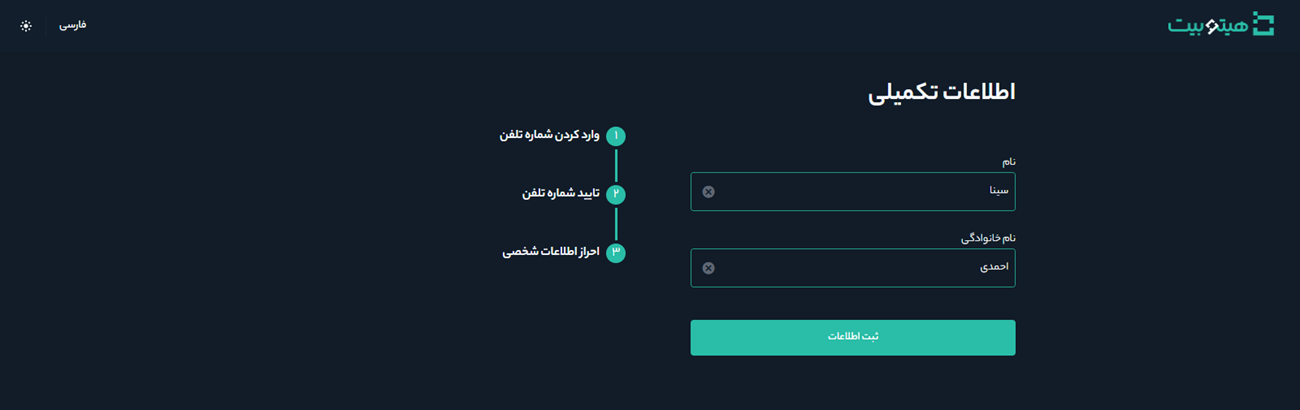 هیتوبیت
فارسی
اطلاعات تکمیلی
نام
سینا
نام خانوادگی
احمدی
ثبت اطلاعات
۱ وارد کردن شماره تلفن
۲ تایید شماره تلفن
۳ احراز اطلاعات شخصی